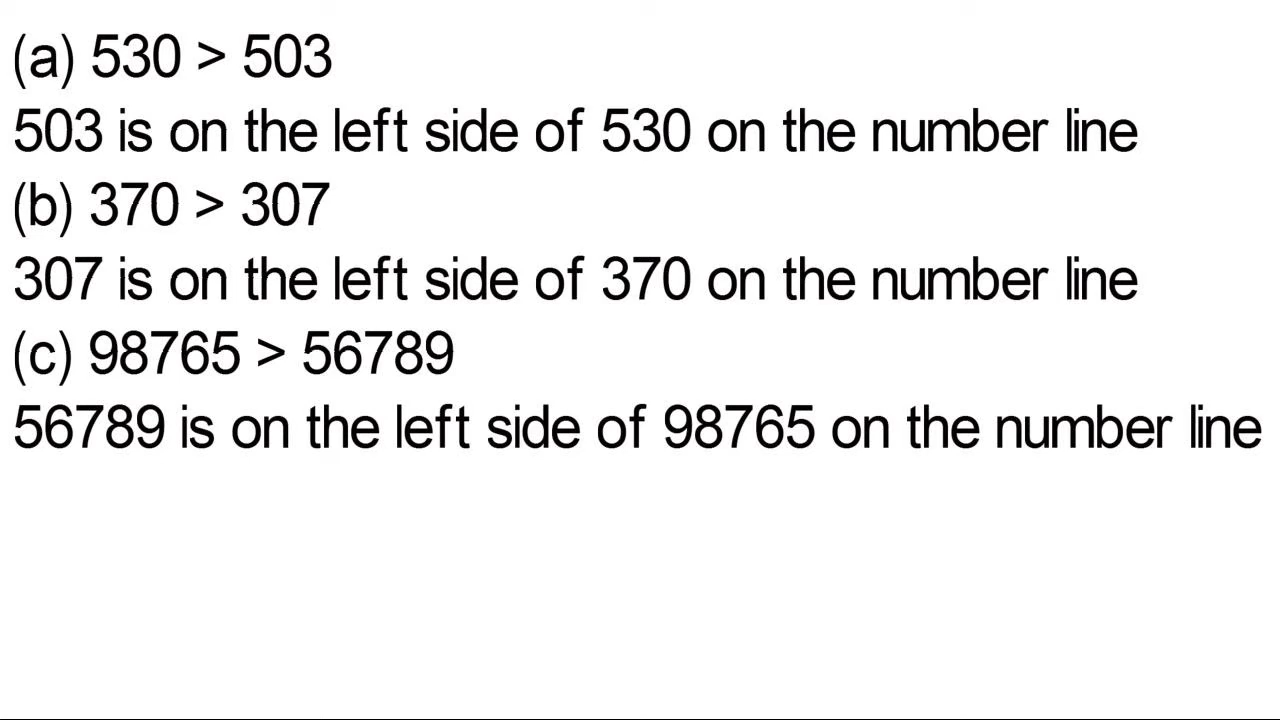 (a) 530 > 503
503 is on the left side of 530 on the number line
(b) 370 > 307
307 is on the left side of 370 on the number line
(c) 98765 > 56789
56789 is on the left side of 98765 on the number line